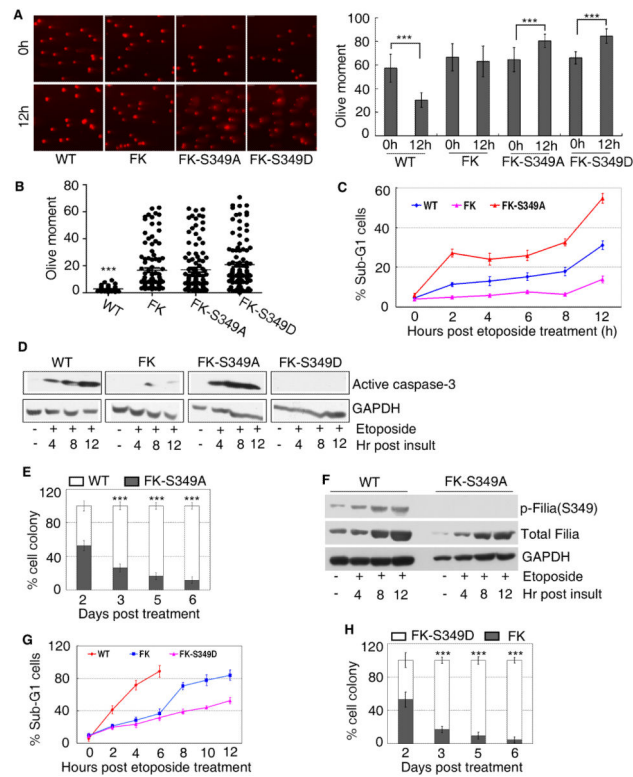 A
0h
12h
WT FK FK-S349A FK-S349D
Olive moment
100
80
60
40
20
0
*** *** ***
0h 12h 0h 12h 0h 12h 0h 12h
WT FK FK-S349A FK-S349D
B
Olive moment
80
60
40
20
0
***
WT FK FK-S349A FK-S349D
C
% Sub-G1 cells
60
40
20
0
WT FK FK-S349A
0 2 4 6 8 12
Hours post etoposide treatment (h)
D
WT FK FK-S349A FK-S349D
Active caspase-3
GAPDH
- + + + - + + + - + + + - + + + Etoposide
- 4 8 12 - 4 8 12 - 4 8 12 - 4 8 12 Hr post insult
E
WT FK-S349A
% cell colony
120
80
40
0
*** *** ***
2 3 5 6
Days post treatment
F
WT FK-S349A
p-Filia(S349)
Total Filia
GAPDH
- + + + - + + + Etoposide
- 4 8 12 - 4 8 12 Hr post insult
G
% Sub-G1 cells
120
80
40
0
WT FK FK-S349D
0 2 4 6 8 10 12
Hours post etoposide treatment
H
FK-S349D FK
% cell colony
120
80
40
0
*** *** ***
2 3 5 6
Days post treatment